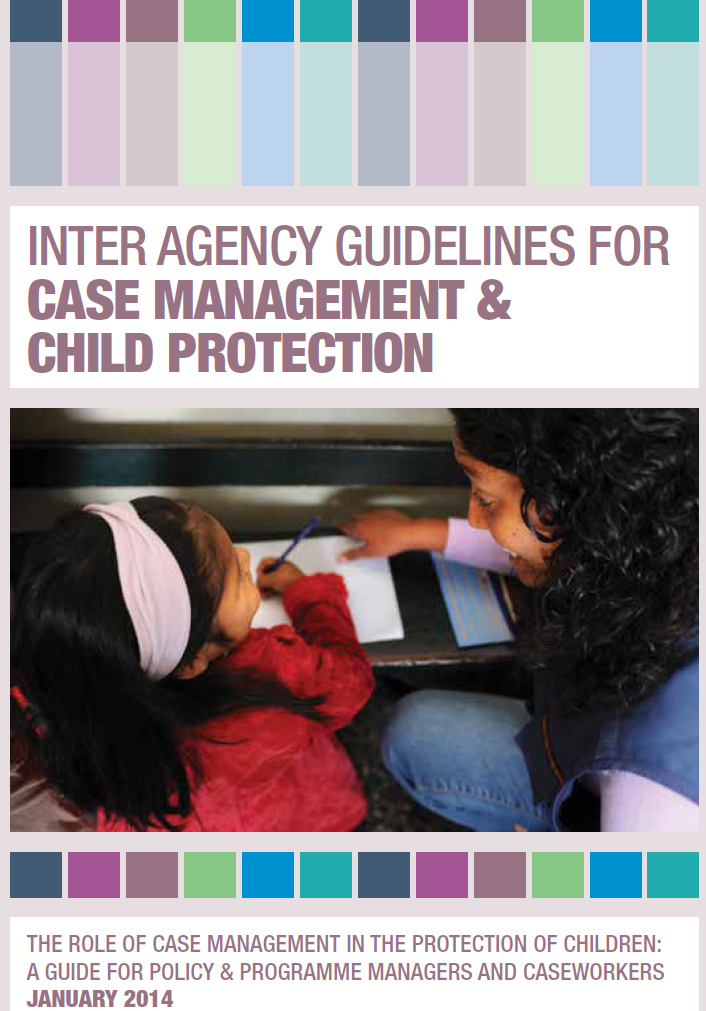 INTER AGENCY GUIDELINES FOR
CASE MANAGEMENT &
CHILD PROTECTION
THE ROLE OF CASE MANAGEMENT IN THE PROTECTION OF CHILDREN:
A GUIDE FOR POLICY & PROGRAMME MANAGERS AND CASEWORKERS
JANUARY 2014